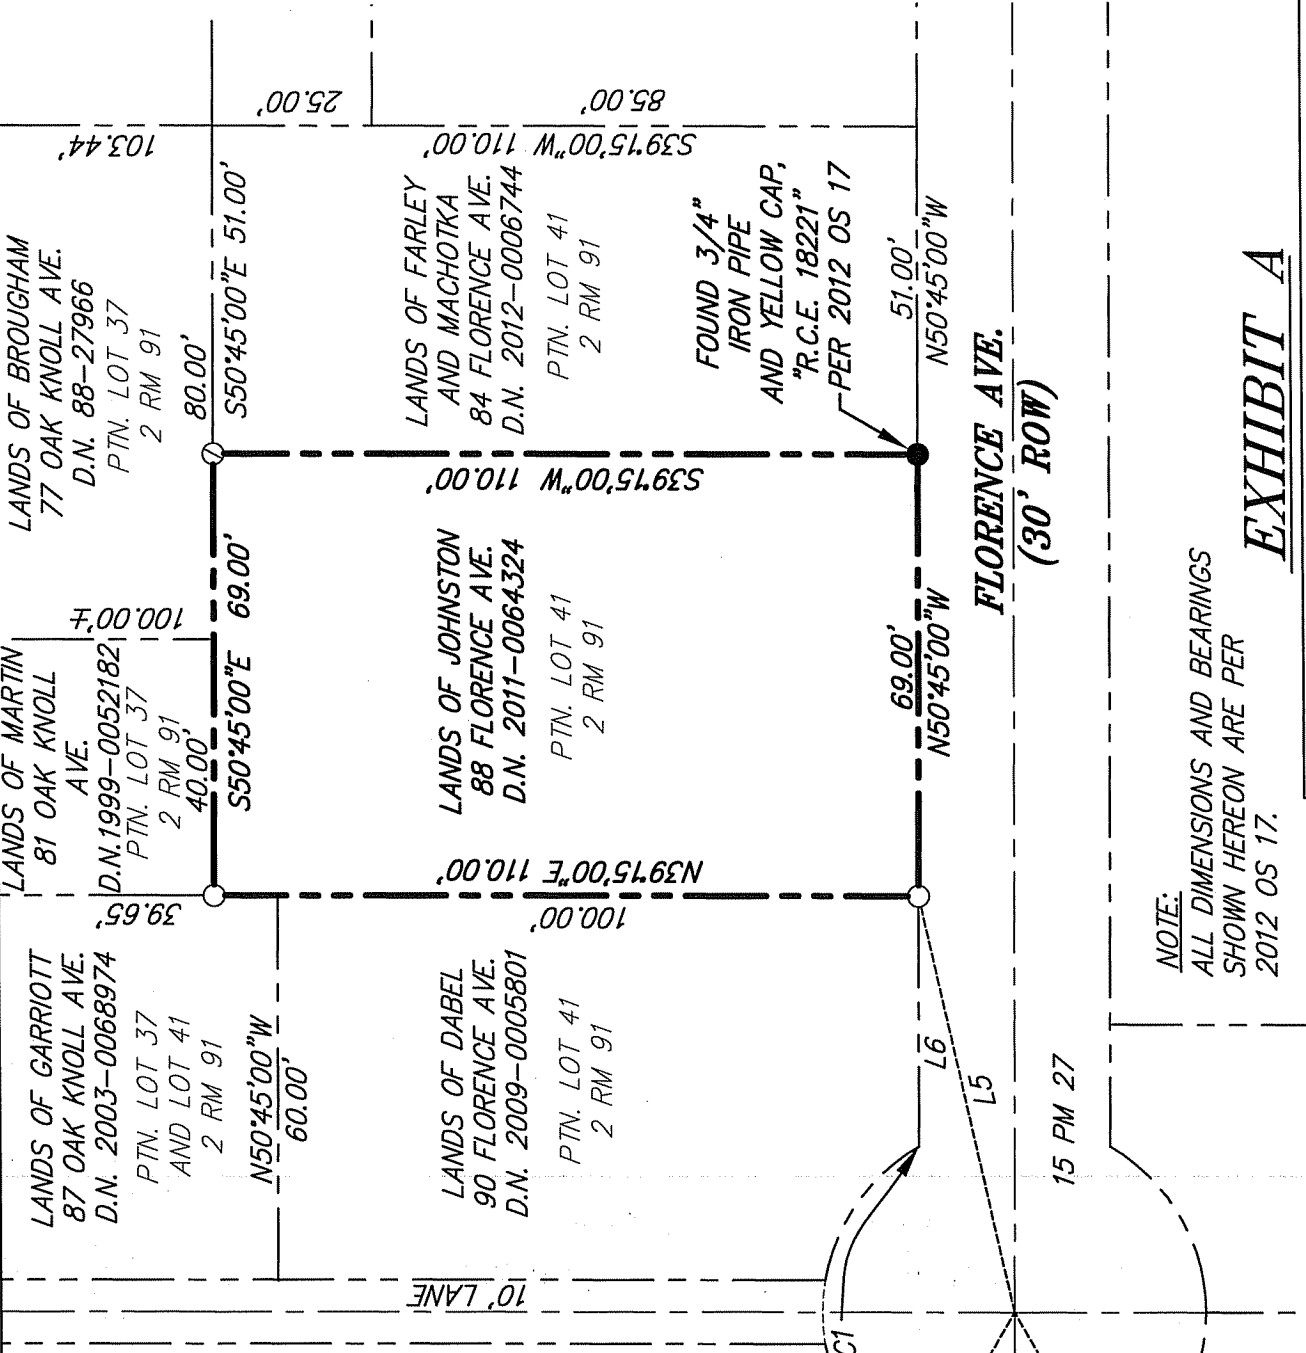 LANDS OF GARRIOTT
87 OAK KNOLL AVE.
D.N. 2003-0068974
PTN. LOT 37
AND LOT 41
2 RM 91
N50°45'00"W
60.00'
39.65'
LANDS OF MARTIN
81 OAK KNOLL
AVE.
D.N.1999-0052182
PTN. LOT 37
2 RM 91
40.00'
100.00'±
LANDS OF BROUGHAM
77 OAK KNOLL AVE.
D.N. 88-27966
PTN. LOT 37
2 RM 91
80.00'
103.44'
S50°45'00"E 69.00'
S50°45'00"E 51.00'
25.00'
85.00'
S39°15'00"W 110.00'
LANDS OF DABEL
90 FLORENCE AVE.
D.N. 2009-0005801
PTN. LOT 41
2 RM 91
100.00'
N39°15'00"E 110.00'
LANDS OF JOHNSTON
88 FLORENCE AVE.
D.N. 2011-0064324
PTN. LOT 41
2 RM 91
S39°15'00"W 110.00'
LANDS OF FARLEY
AND MACHOTKA
84 FLORENCE AVE.
D.N. 2012-0006744
PTN. LOT 41
2 RM 91
FOUND 3/4"
IRON PIPE
AND YELLOW CAP,
"R.C.E. 18221"
PER 2012 OS 17
69.00'
N50°45'00"W
51.00'
N50°45'00"W
10' LANE
C1
L6
L5
15 PM 27
FLORENCE AVE.
(30' ROW)
NOTE:
ALL DIMENSIONS AND BEARINGS
SHOWN HEREON ARE PER
2012 OS 17.
EXHIBIT A